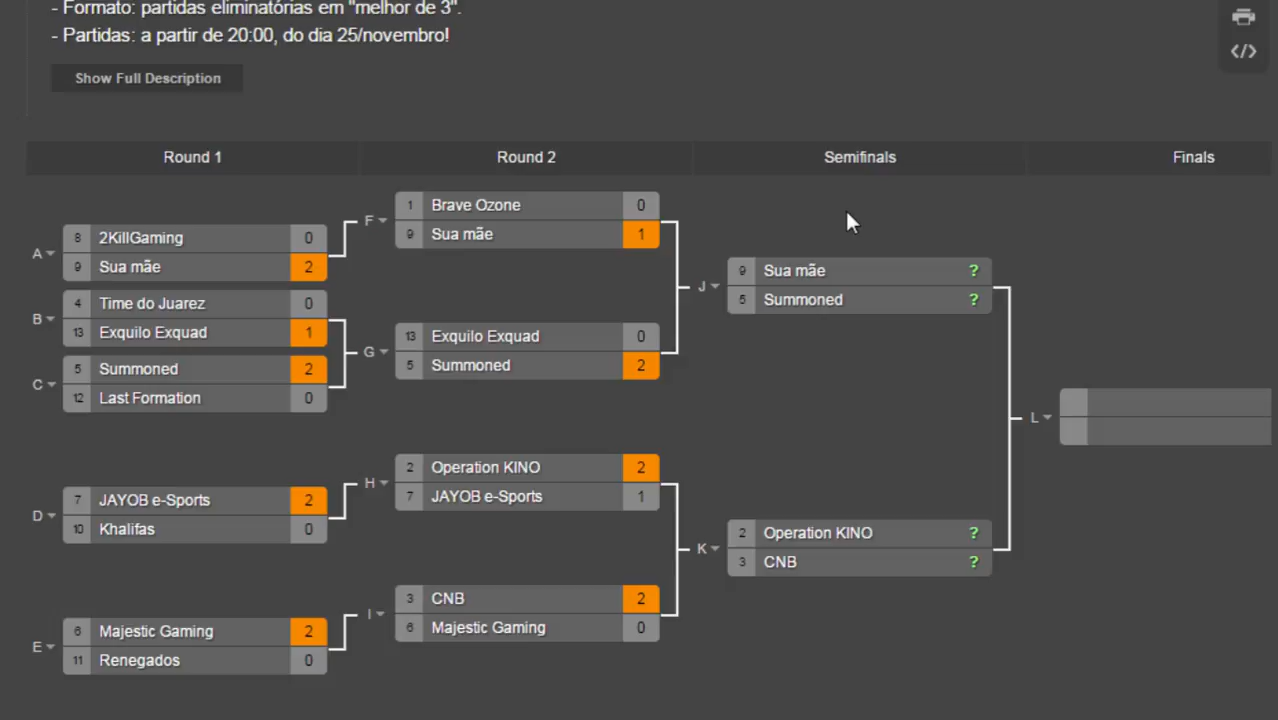 - Formato: partidas eliminatórias em "melhor de 3".
- Partidas: a partir de 20:00, do dia 25/novembro!
Show Full Description
Round 1
Round 2
Semifinals
Finals
A
8 2KillGaming 0
9 Sua mãe 2
B
4 Time do Juarez 0
13 Exquilo Exquad 1
C
5 Summoned 2
12 Last Formation 0
D
7 JAYOB e-Sports 2
10 Khalifas 0
E
6 Majestic Gaming 2
11 Renegados 0
F
1 Brave Ozone 0
9 Sua mãe 1
G
13 Exquilo Exquad 0
5 Summoned 2
H
2 Operation KINO 2
7 JAYOB e-Sports 1
I
3 CNB 2
6 Majestic Gaming 0
J
9 Sua mãe ?
5 Summoned ?
K
2 Operation KINO ?
3 CNB ?
L